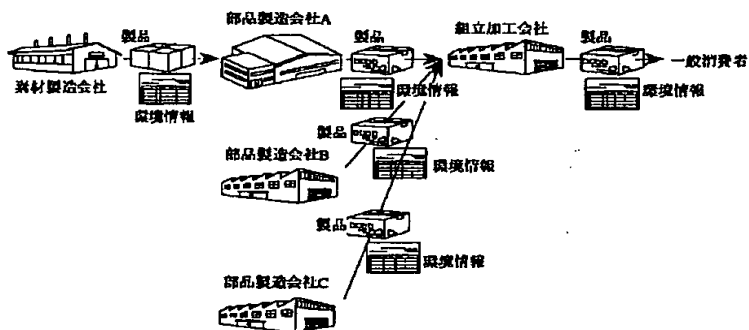 部品製造会社A
製品
製品
組立加工会社
製品
一般消費者
素材製造会社
環境情報
環境情報
環境情報
製品
部品製造会社B
環境情報
製品
環境情報
部品製造会社C